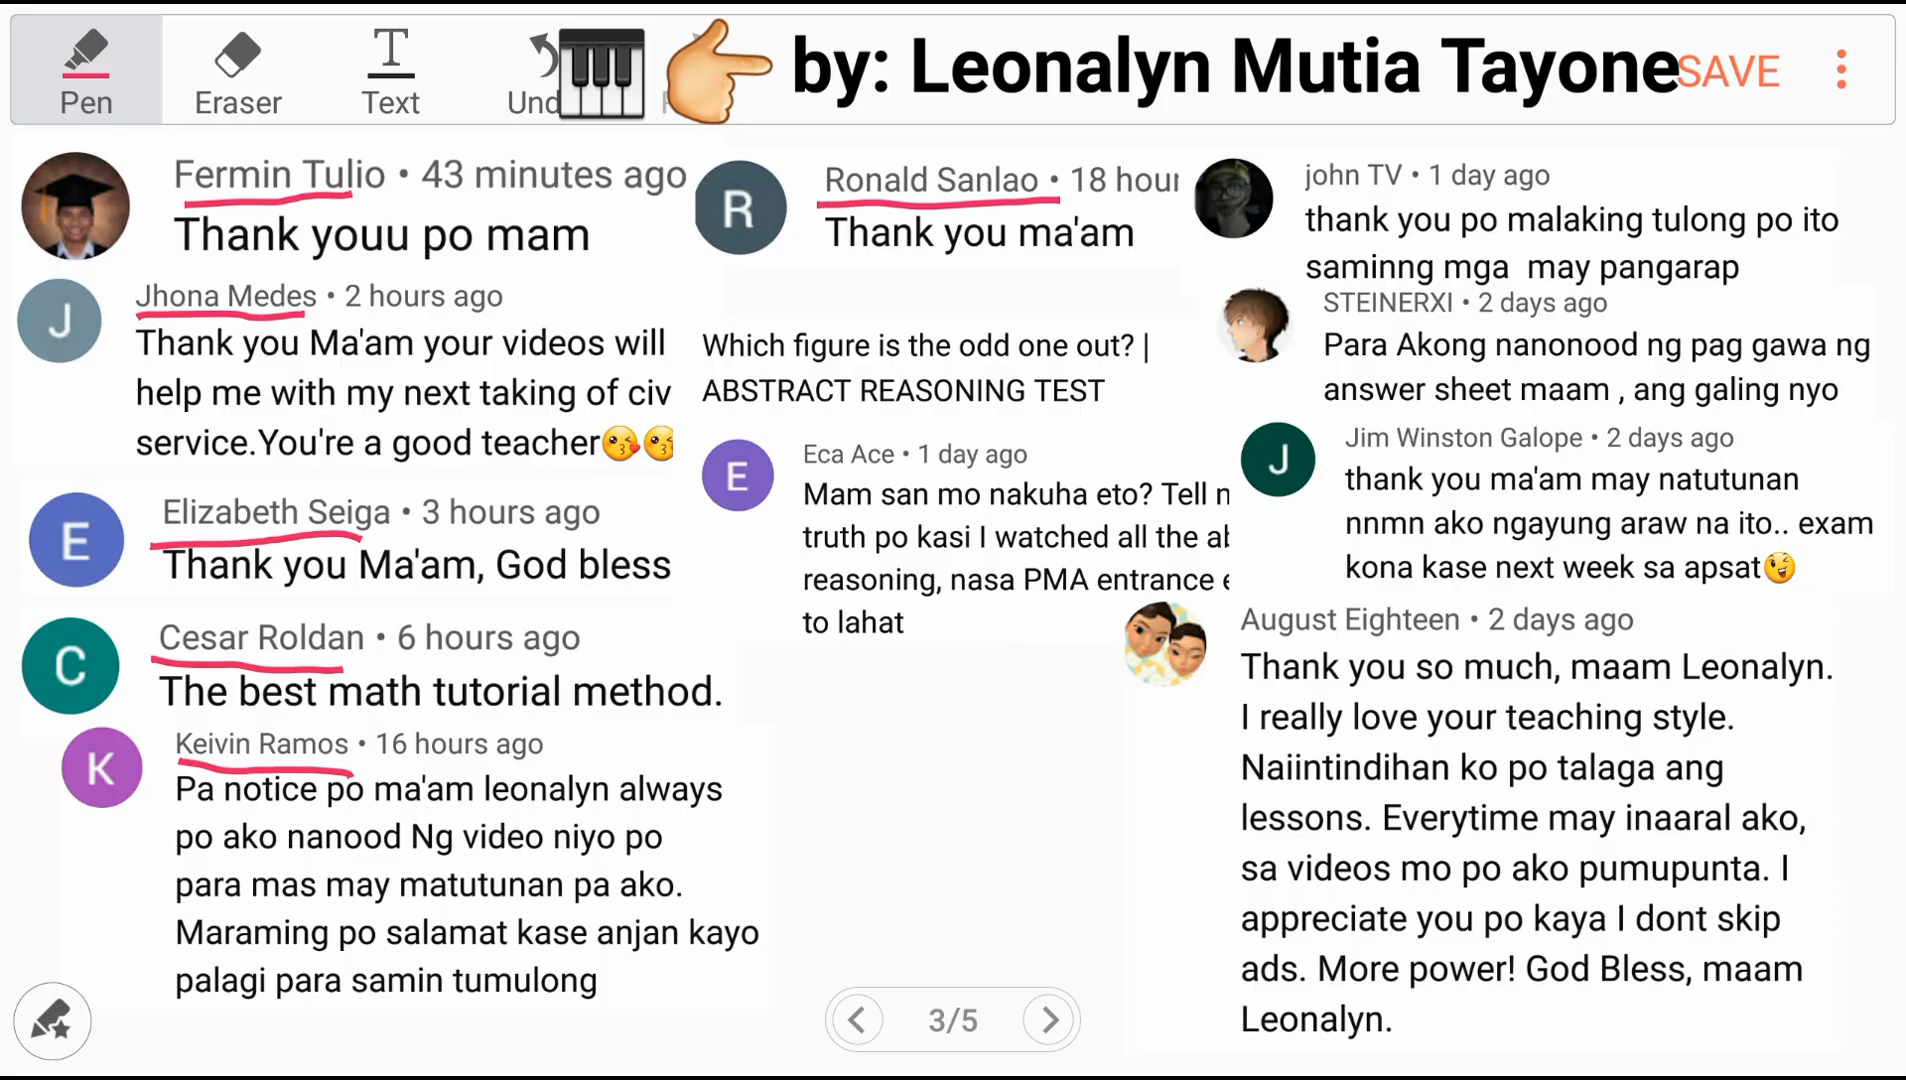 Pen
Eraser
Text
Und
by: Leonalyn Mutia Tayone
SAVE
Fermin Tulio • 43 minutes ago
Thank youu po mam
Jhona Medes • 2 hours ago
Thank you Ma'am your videos will
help me with my next taking of civ
service.You're a good teacher😘😘
E
Elizabeth Seiga • 3 hours ago
Thank you Ma'am, God bless
C
Cesar Roldan • 6 hours ago
The best math tutorial method.
K
Keivin Ramos • 16 hours ago
Pa notice po ma'am leonalyn always
po ako nanood Ng video niyo po
para mas may matutunan pa ako.
Maraming po salamat kase anjan kayo
palagi para samin tumulong
J
R
Ronald Sanlao • 18 hour
Thank you ma'am
Which figure is the odd one out? |
ABSTRACT REASONING TEST
E
Eca Ace • 1 day ago
Mam san mo nakuha eto? Tell
truth po kasi I watched all the
reasoning, nasa PMA entrance
to lahat
3/5
john TV • 1 day ago
thank you po malaking tulong po ito
saminng mga may pangarap
STEINERXI • 2 days ago
Para Akong nanonood ng pag gawa ng
answer sheet maam , ang galing nyo
J
Jim Winston Galope • 2 days ago
thank you ma'am may natutunan
nnmn ako ngayung araw na ito.. exam
kona kase next week sa apsat😜
August Eighteen • 2 days ago
Thank you so much, maam Leonalyn.
I really love your teaching style.
Naiintindihan ko po talaga ang
lessons. Everytime may inaaral ako,
sa videos mo po ako pumupunta. I
appreciate you po kaya I dont skip
ads. More power! God Bless, maam
Leonalyn.